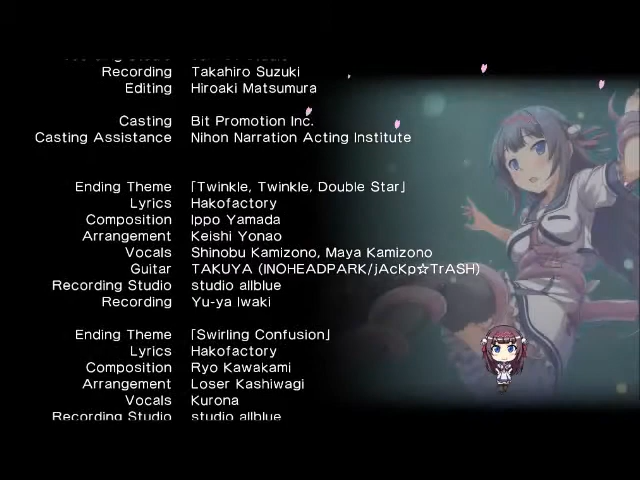 Recording Takahiro Suzuki
Editing Hiroaki Matsumura
Casting Bit Promotion Inc.
Casting Assistance Nihon Narration Acting Institute
Ending Theme 「Twinkle, Twinkle, Double Star」
Lyrics Hakofactory
Composition Ippo Yamada
Arrangement Keishi Yonao
Vocals Shinobu Kamizono, Maya Kamizono
Guitar TAKUYA (INOHEADPARK/jAcKp☆TrASH)
Recording Studio studio allblue
Recording Yu-ya Iwaki
Ending Theme 「Swirling Confusion」
Lyrics Hakofactory
Composition Ryo Kawakami
Arrangement Loser Kashiwagi
Vocals Kurona
Recording Studio studio allblue